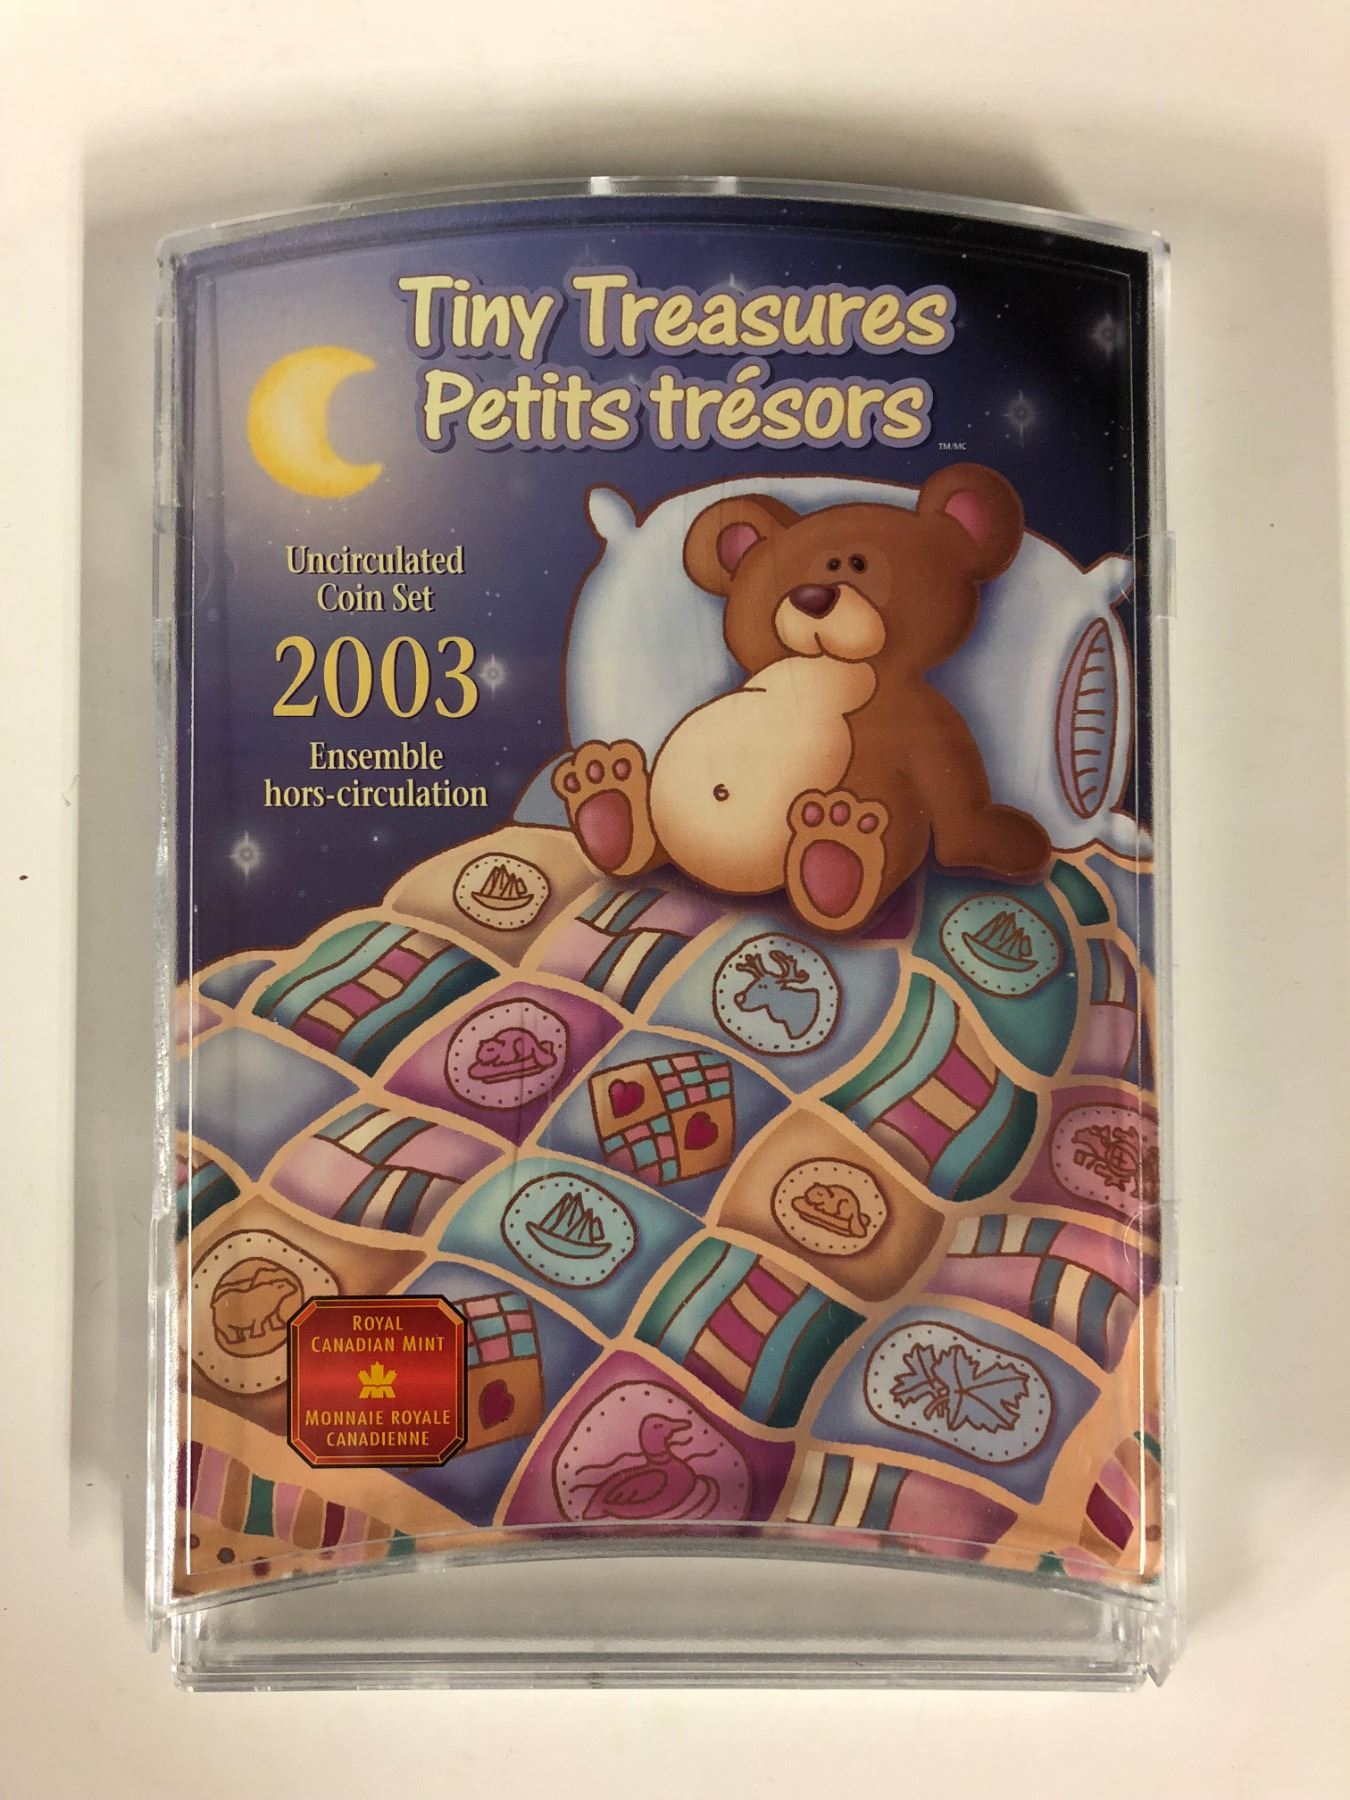 Tiny Treasures
Petits trésors
TM/MC
Uncirculated
Coin Set
2003
Ensemble
hors-circulation
ROYAL
CANADIAN MINT
MONNAIE ROYALE
CANADIENNE